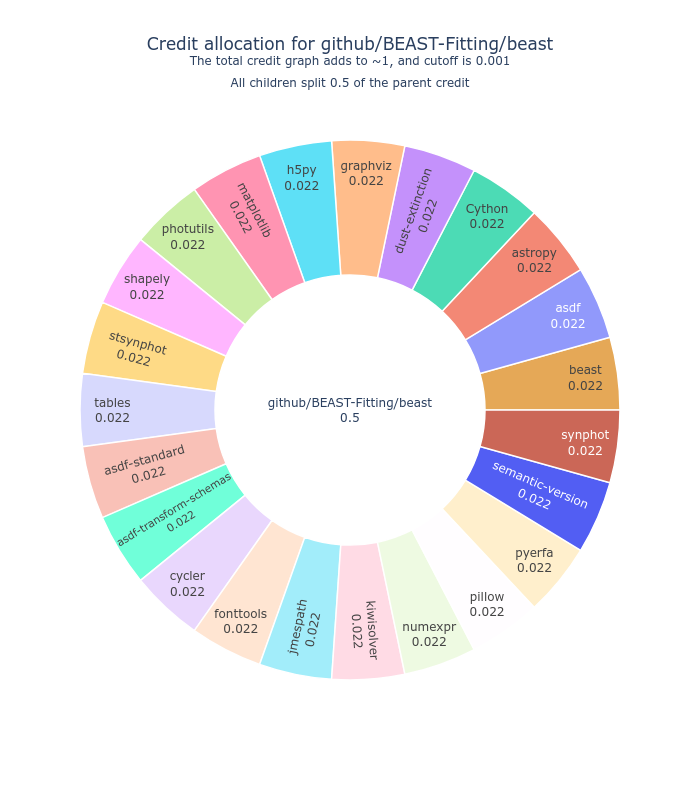 Credit allocation for github/BEAST-Fitting/beast
The total credit graph adds to ~1, and cutoff is 0.001
All children split 0.5 of the parent credit
github/BEAST-Fitting/beast
0.5
beast
0.022
asdf
0.022
astropy
0.022
Cython
0.022
dust-extinction
0.022
graphviz
0.022
h5py
0.022
matplotlib
0.022
photutils
0.022
shapely
0.022
stsynphot
0.022
tables
0.022
asdf-standard
0.022
asdf-transform-schemas
0.022
cycler
0.022
fonttools
0.022
jmespath
0.022
kiwisolver
0.022
numexpr
0.022
pillow
0.022
pyerfa
0.022
semantic-version
0.022
synphot
0.022